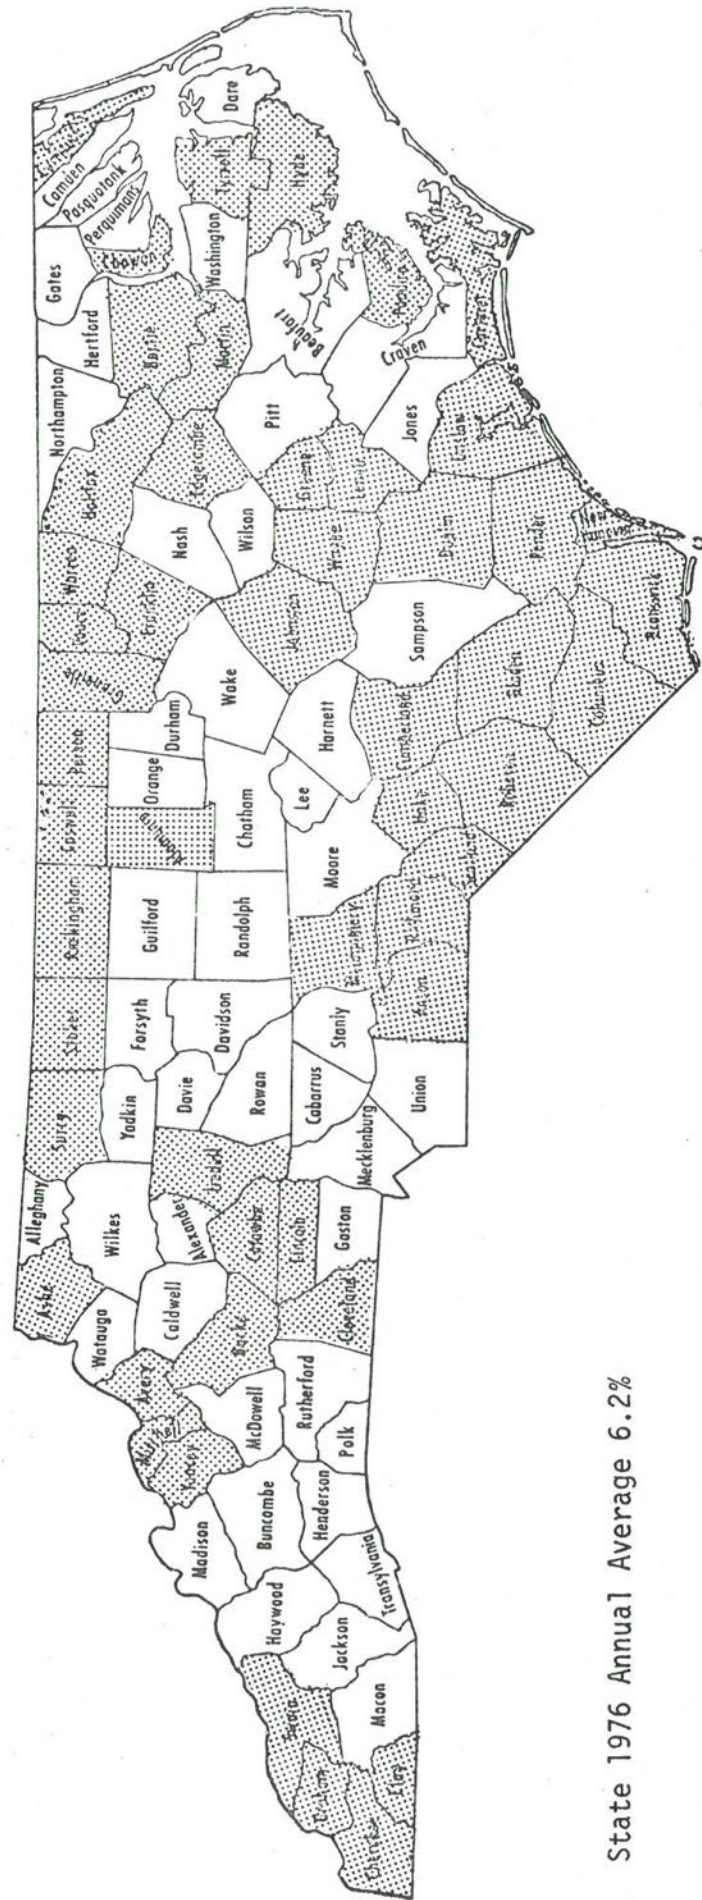 Alleghany
Ashe
Surry
Stokes
Rockingham
Caswell
Person
Granville
Vance
Warren
Halifax
Northampton
Hertford
Gates
Camden
Pasquotank
Perquimans
Chowan
Watauga
Wilkes
Yadkin
Forsyth
Guilford
Alamance
Orange
Durham
Franklin
Nash
Edgecombe
Bertie
Martin
Washington
Tyrrell
Dare
Avery
Mitchell
Yancey
Madison
Caldwell
Alexander
Iredell
Davie
Davidson
Randolph
Chatham
Wake
Wilson
Pitt
Beaufort
Hyde
Burke
McDowell
Buncombe
Haywood
Swain
Graham
Cherokee
Clay
Macon
Jackson
Transylvania
Henderson
Polk
Rutherford
Cleveland
Catawba
Lincoln
Gaston
Rowan
Cabarrus
Mecklenburg
Stanly
Union
Montgomery
Anson
Moore
Lee
Harnett
Johnston
Wayne
Greene
Lenoir
Craven
Pamlico
Carteret
Jones
Onslow
Duplin
Sampson
Cumberland
Hoke
Richmond
Scotland
Robeson
Bladen
Columbus
Pender
New
Hanover
Brunswick
State 1976 Annual Average 6.2%